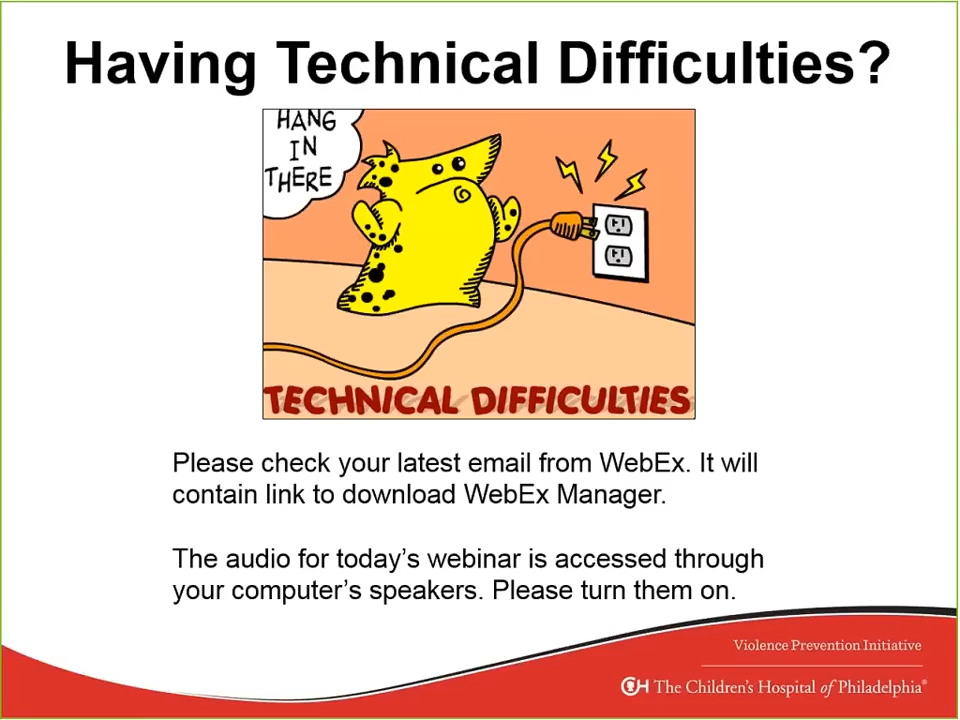 Having Technical Difficulties?
HANG
IN
THERE
TECHNICAL DIFFICULTIES
Please check your latest email from WebEx. It will
contain link to download WebEx Manager.
The audio for today’s webinar is accessed through
your computer’s speakers. Please turn them on.
Violence Prevention Initiative
CH The Children's Hospital of Philadelphia®